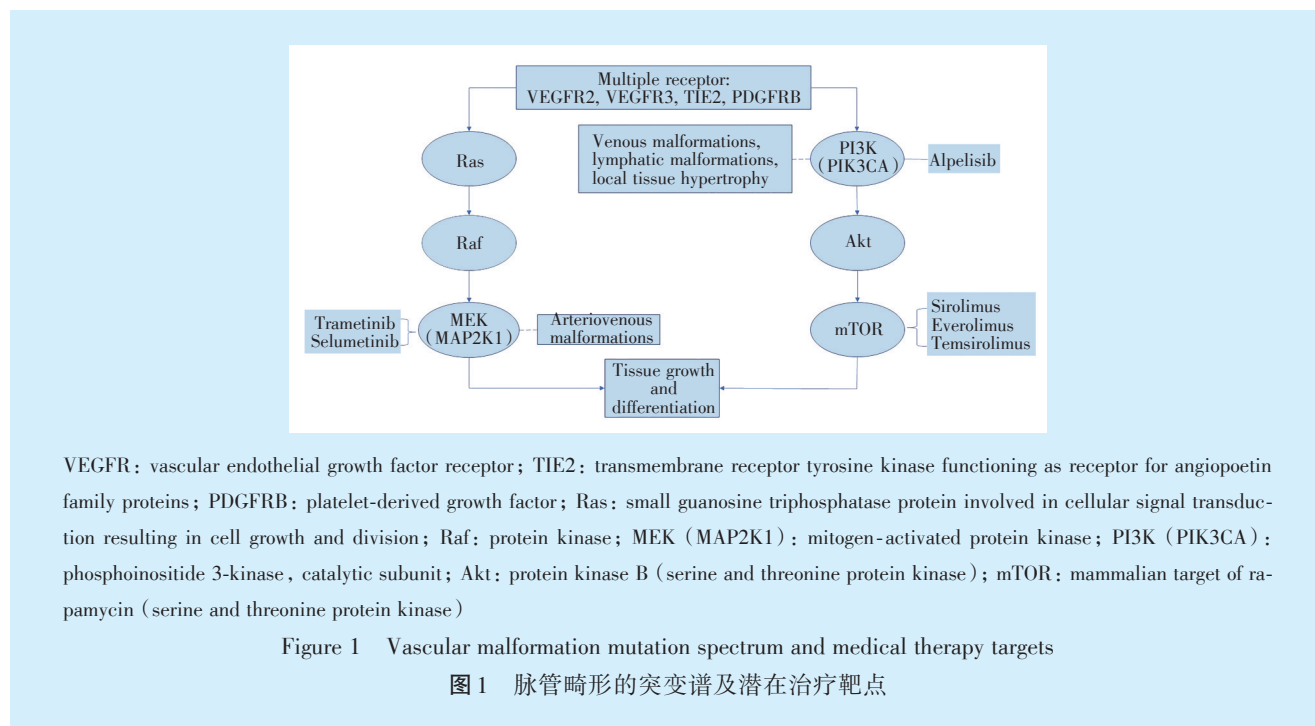 Multiple receptor:
VEGFR2, VEGFR3, TIE2, PDGFRB
Venous malformations,
lymphatic malformations,
local tissue hypertrophy
PI3K
(PIK3CA)
Alpelisib
Ras
Raf
Akt
Trametinib
Selumetinib
MEK
(MAP2K1)
Arteriovenous
malformations
mTOR
Sirolimus
Everolimus
Temsirolimus
Tissue growth
and
differentiation
VEGFR：vascular endothelial growth factor receptor；TIE2：transmembrane receptor tyrosine kinase functioning as receptor for angiopoetin
family proteins；PDGFRB：platelet-derived growth factor；Ras：small guanosine triphosphatase protein involved in cellular signal transduc-
tion resulting in cell growth and division；Raf：protein kinase；MEK（MAP2K1）：mitogen-activated protein kinase；PI3K（PIK3CA）：
phosphoinositide 3-kinase，catalytic subunit；Akt：protein kinase B（serine and threonine protein kinase）；mTOR：mammalian target of ra-
pamycin（serine and threonine protein kinase）
Figure 1 Vascular malformation mutation spectrum and medical therapy targets
图1 脉管畸形的突变谱及潜在治疗靶点